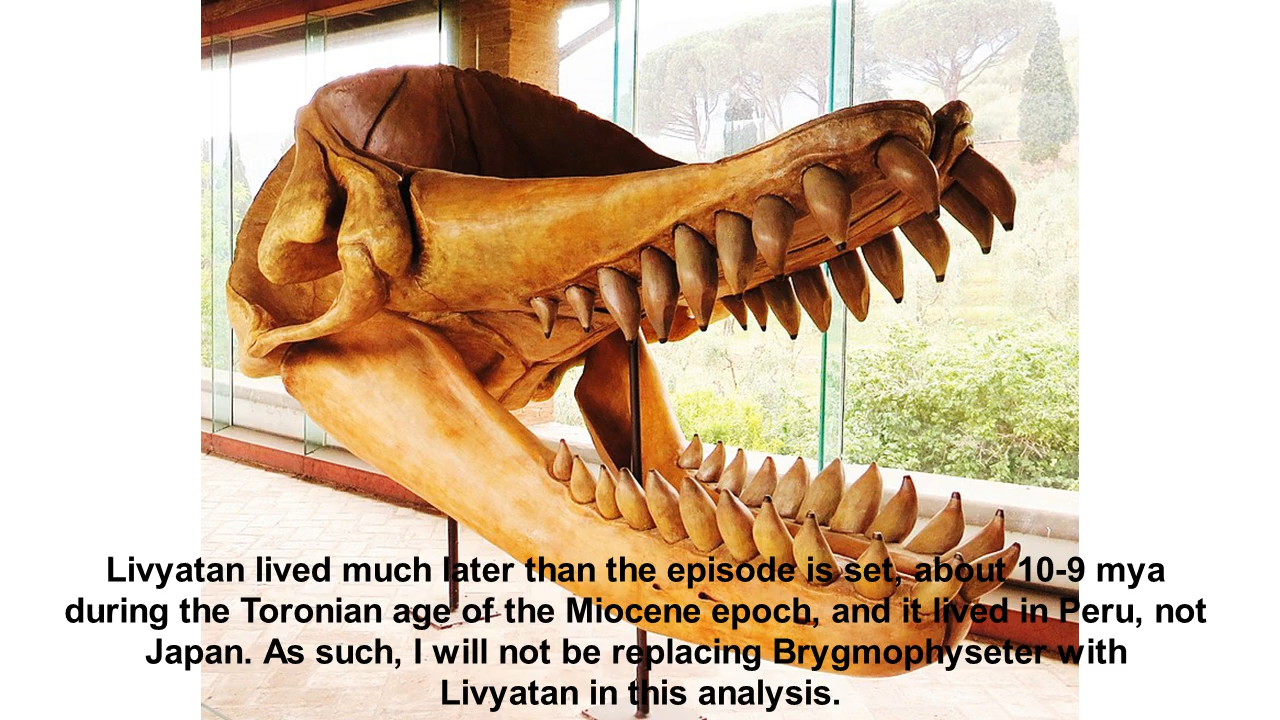 Livyatan lived much later than the episode is set, about 10-9 mya
during the Toronian age of the Miocene epoch, and it lived in Peru, not
Japan. As such, I will not be replacing Brygmophyseter with
Livyatan in this analysis.